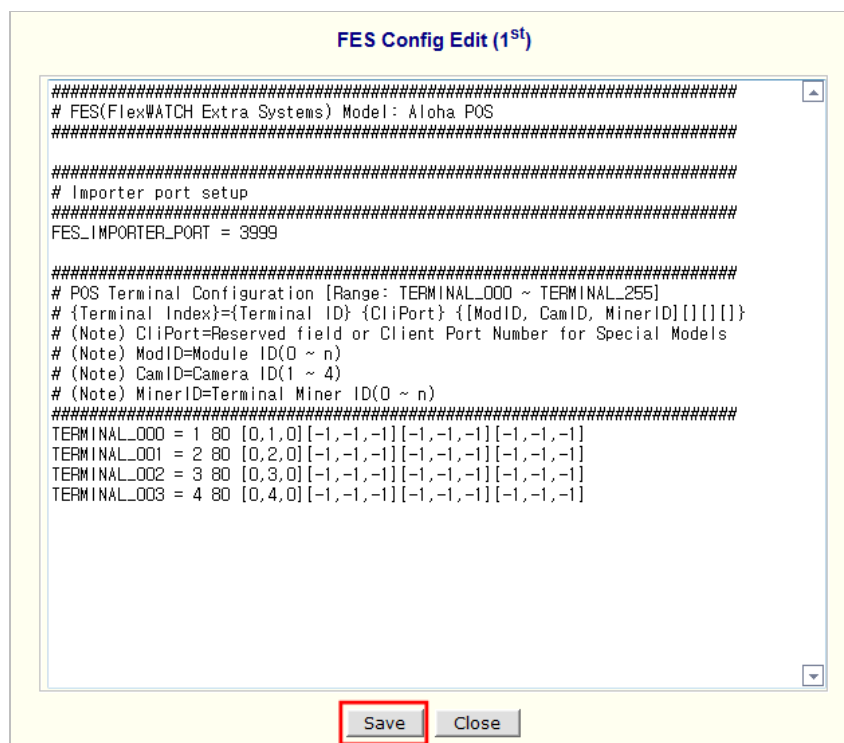 FES Config Edit (1st)
########################################################################
# FES(FlexWATCH Extra Systems) Model: Aloha POS
########################################################################
########################################################################
# Importer port setup
########################################################################
FES_IMPORTER_PORT = 3999
########################################################################
# POS Terminal Configuration [Range: TERMINAL_000 ~ TERMINAL_255]
# {Terminal Index}={Terminal ID} {CliPort} {[ModID, CamID, MinerID][][][]}
# (Note) CliPort=Reserved field or Client Port Number for Special Models
# (Note) ModID=Module ID(0 ~ n)
# (Note) CamID=Camera ID(1 ~ 4)
# (Note) MinerID=Terminal Miner ID(0 ~ n)
########################################################################
TERMINAL_000 = 1 80 [0,1,0][-1,-1,-1][-1,-1,-1][-1,-1,-1]
TERMINAL_001 = 2 80 [0,2,0][-1,-1,-1][-1,-1,-1][-1,-1,-1]
TERMINAL_002 = 3 80 [0,3,0][-1,-1,-1][-1,-1,-1][-1,-1,-1]
TERMINAL_003 = 4 80 [0,4,0][-1,-1,-1][-1,-1,-1][-1,-1,-1]
Save Close